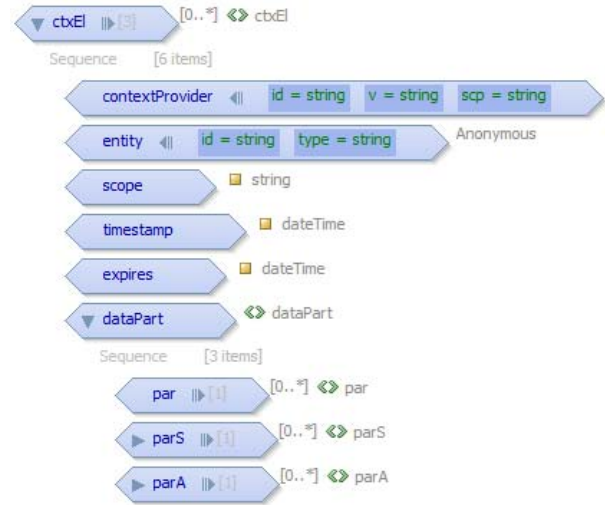 ctxEl [3] [0..*] ctxEl
Sequence [6 items]
contextProvider id = string v = string scp = string
entity id = string type = string Anonymous
scope string
timestamp dateTime
expires dateTime
dataPart dataPart
Sequence [3 items]
par [1] [0..*] par
parS [1] [0..*] parS
parA [1] [0..*] parA